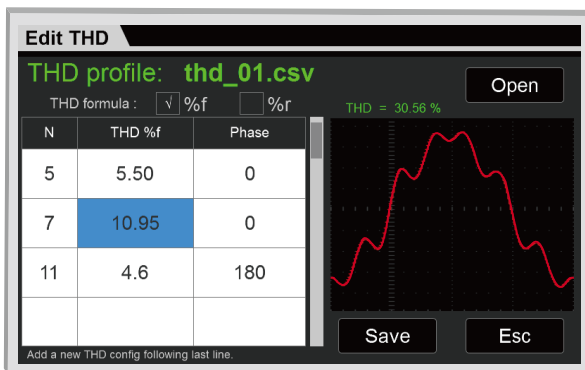 Edit THD
THD profile: thd_01.csv
Open
THD formula : √ %f %r
THD = 30.56 %
N THD %f Phase
5 5.50 0
7 10.95 0
11 4.6 180
Save Esc
Add a new THD config following last line.